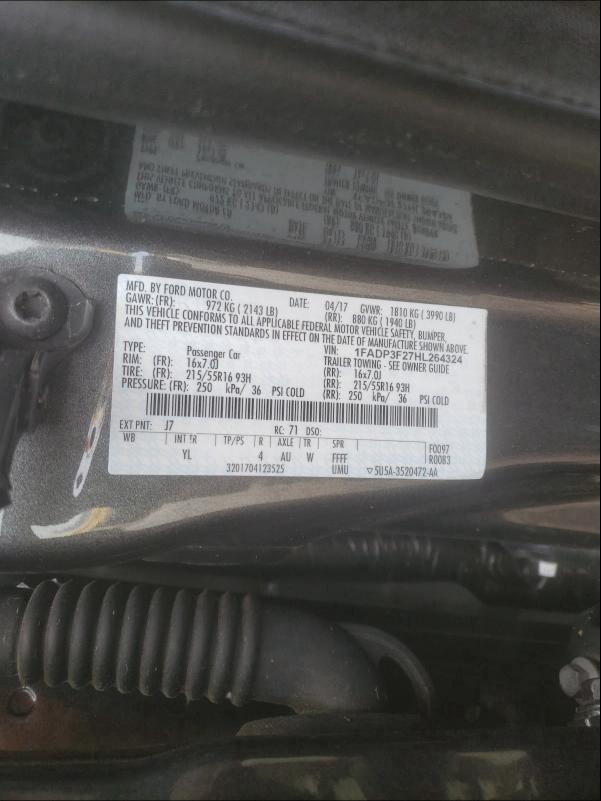 MFD. BY FORD MOTOR CO.
DATE: 04/17 GVWR: 1810 KG ( 3990 LB)
GAWR: (FR): 972 KG ( 2143 LB) (RR): 880 KG ( 1940 LB)
THIS VEHICLE CONFORMS TO ALL APPLICABLE FEDERAL MOTOR VEHICLE SAFETY, BUMPER,
AND THEFT PREVENTION STANDARDS IN EFFECT ON THE DATE OF MANUFACTURE SHOWN ABOVE.
VIN: 1FADP3F27HL264324
TYPE: Passenger Car TRAILER TOWING - SEE OWNER GUIDE
RIM: (FR) 16x7.0J (RR) 16x7.0J
TIRE: (FR) 215/55R16 93H (RR) 215/55R16 93H
PRESSURE: (FR) 250 kPa/ 36 PSI COLD (RR) 250 kPa/ 36 PSI COLD
EXT PNT: J7 RC: 71 DSO:
WB INT TR TP/PS R AXLE TR SPR F0097
YL 4 AU W FFFF R0083
3201704123525 UMU ▽5U5A-3520472-AA